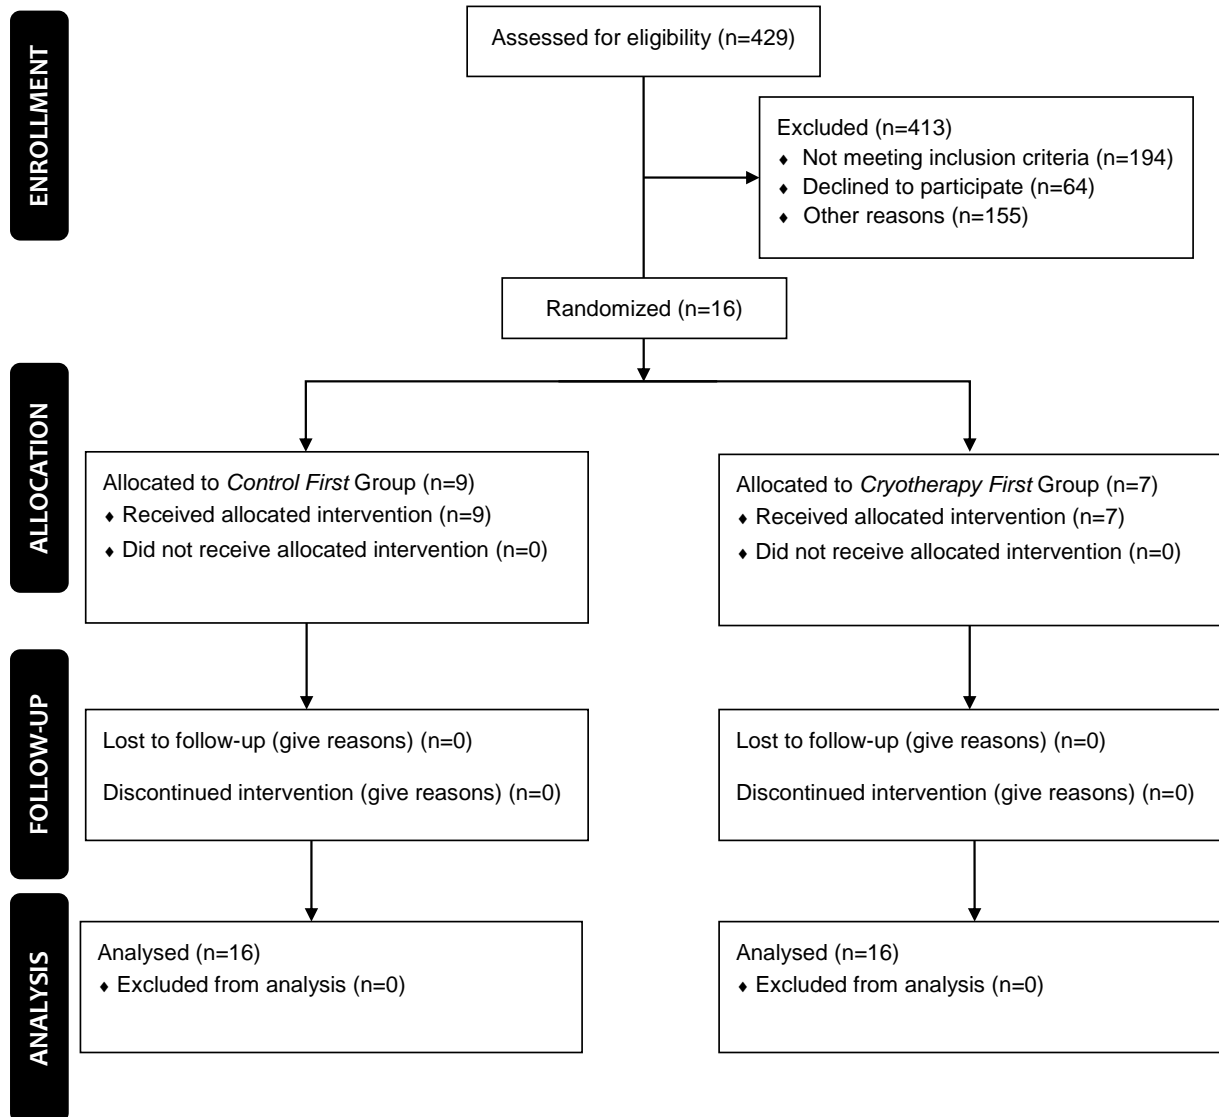 ENROLLMENT
Assessed for eligibility (n=429)
Excluded (n=413)
♦ Not meeting inclusion criteria (n=194)
♦ Declined to participate (n=64)
♦ Other reasons (n=155)
Randomized (n=16)
ALLOCATION
Allocated to Control First Group (n=9)
♦ Received allocated intervention (n=9)
♦ Did not receive allocated intervention (n=0)
Allocated to Cryotherapy First Group (n=7)
♦ Received allocated intervention (n=7)
♦ Did not receive allocated intervention (n=0)
FOLLOW-UP
Lost to follow-up (give reasons) (n=0)
Discontinued intervention (give reasons) (n=0)
Lost to follow-up (give reasons) (n=0)
Discontinued intervention (give reasons) (n=0)
ANALYSIS
Analysed (n=16)
♦ Excluded from analysis (n=0)
Analysed (n=16)
♦ Excluded from analysis (n=0)